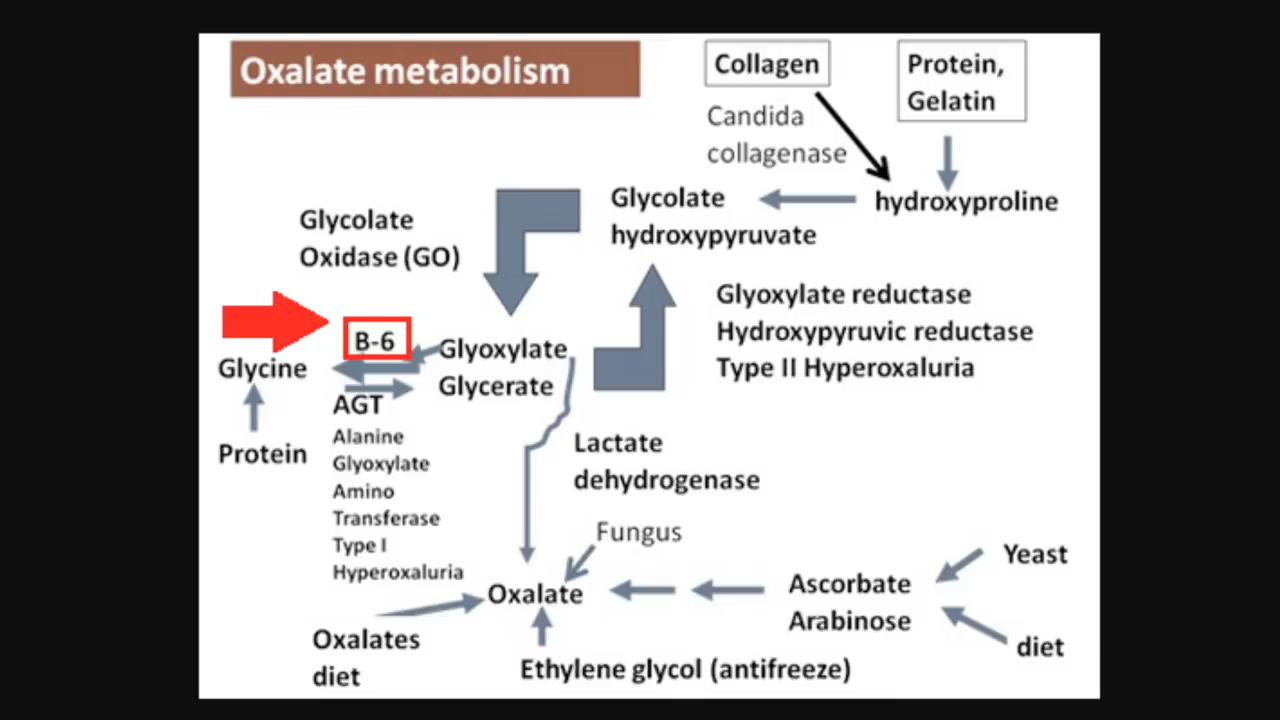 Oxalate metabolism
Collagen
Protein,
Gelatin
Candida
collagenase
Glycolate
hydroxypyruvate
hydroxyproline
Glycolate
Oxidase (GO)
Glyoxylate reductase
Hydroxypyruvic reductase
Type II Hyperoxaluria
B-6
Glyoxylate
Glycine
Glycerate
AGT
Alanine
Glyoxylate
Amino
Transferase
Type I
Hyperoxaluria
Protein
Lactate
dehydrogenase
Fungus
Yeast
Oxalate
Ascorbate
Arabinose
diet
Oxalates
diet
Ethylene glycol (antifreeze)